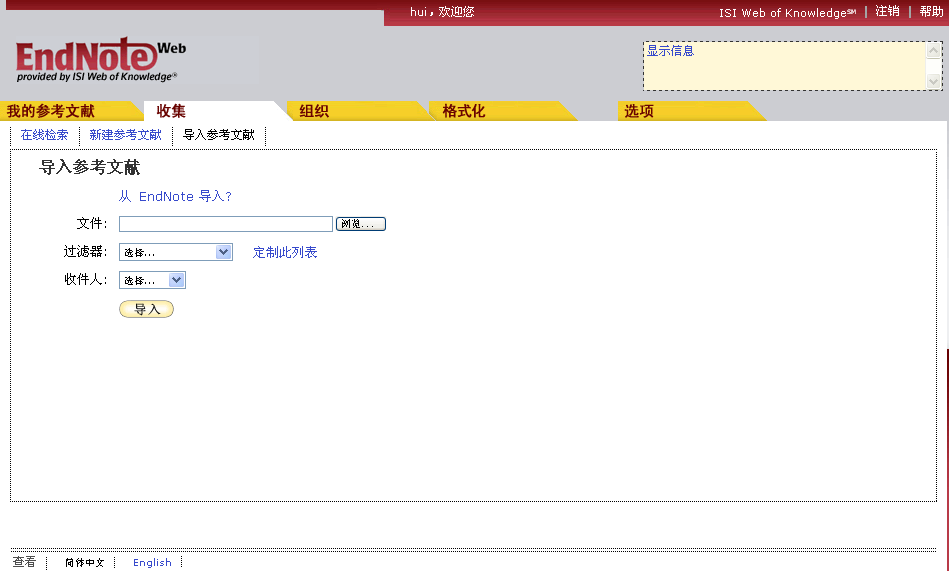 hui，欢迎您
ISI Web of Knowledge℠ | 注销 | 帮助
EndNote Web
provided by ISI Web of Knowledge®
显示信息
我的参考文献 收集 组织 格式化 选项
在线检索 新建参考文献 导入参考文献
导入参考文献
从 EndNote 导入?
文件: 浏览...
过滤器: 选择... 定制此列表
收件人: 选择...
导入
查看 简体中文 English